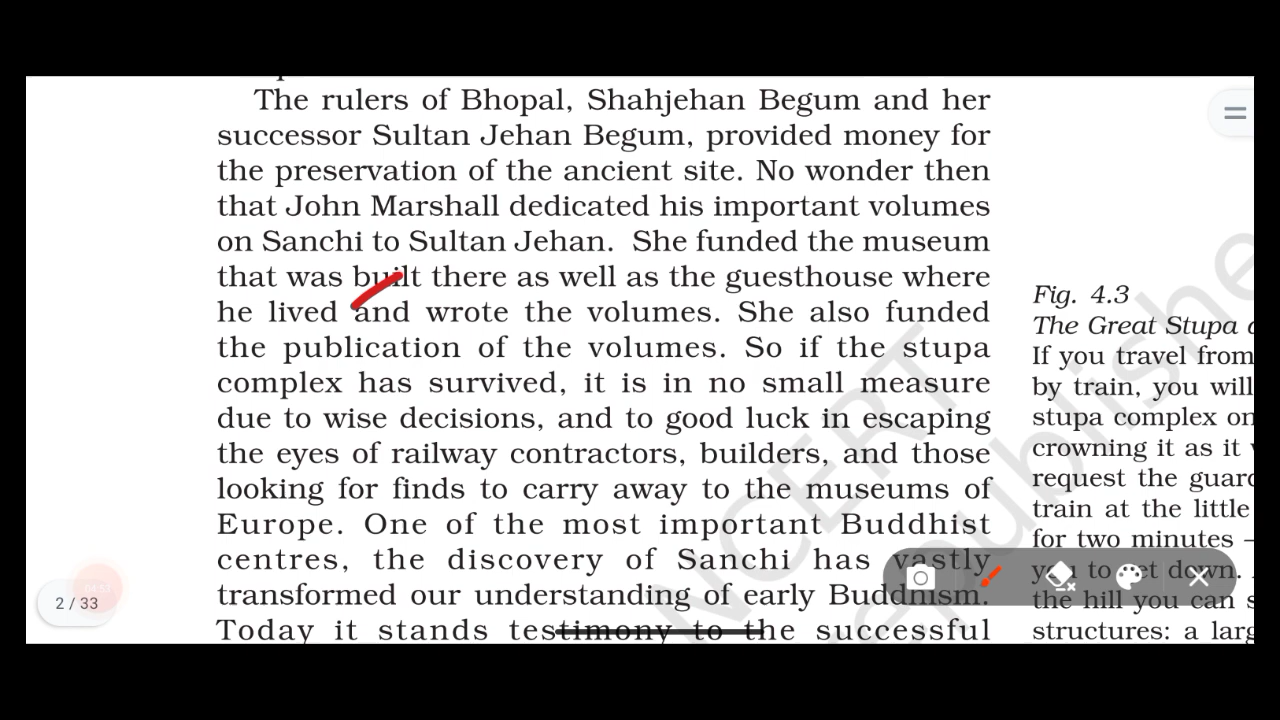 The rulers of Bhopal, Shahjehan Begum and her
successor Sultan Jehan Begum, provided money for
the preservation of the ancient site. No wonder then
that John Marshall dedicated his important volumes
on Sanchi to Sultan Jehan. She funded the museum
that was built there as well as the guesthouse where
he lived and wrote the volumes. She also funded
the publication of the volumes. So if the stupa
complex has survived, it is in no small measure
due to wise decisions, and to good luck in escaping
the eyes of railway contractors, builders, and those
looking for finds to carry away to the museums of
Europe. One of the most important Buddhist
centres, the discovery of Sanchi has vastly
transformed our understanding of early Buddhism.
Today it stands testimony to the successful
Fig. 4.3
The Great Stupa
If you travel from
by train, you will
stupa complex on
crowning it as it
request the guard
train at the little
for two minutes –
you to get down.
the hill you can s
structures: a larg
NCERT
republishe
2 / 33
04:57